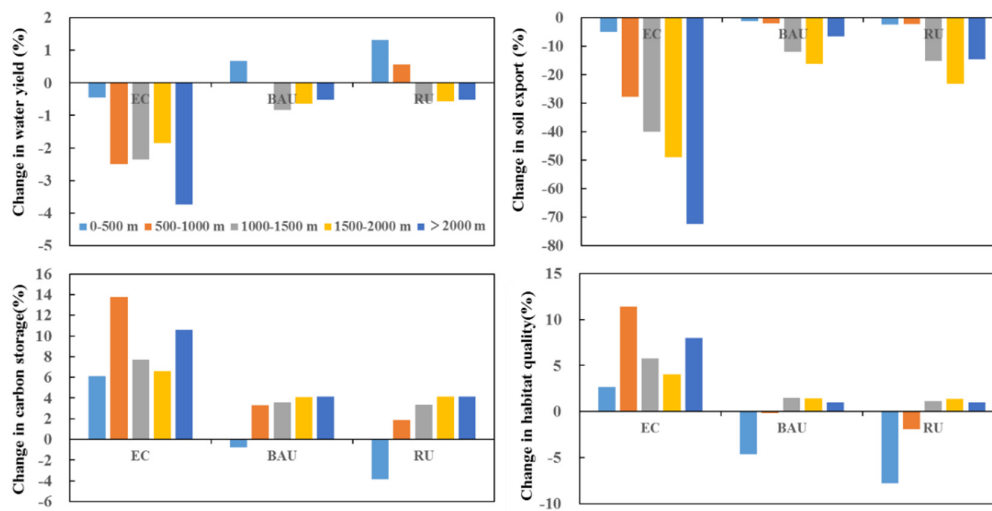 Change in water yield (%)
2
1
0
-1
-2
-3
-4
-5
EC
BAU
RU
0-500 m 500-1000 m 1000-1500 m 1500-2000 m ＞2000 m
Change in soil export (%)
0
-10
-20
-30
-40
-50
-60
-70
-80
EC
BAU
RU
Change in carbon storage(%)
16
14
12
10
8
6
4
2
0
-2
-4
-6
EC
BAU
RU
Change in habitat quality(%)
15
10
5
0
-5
-10
EC
BAU
RU